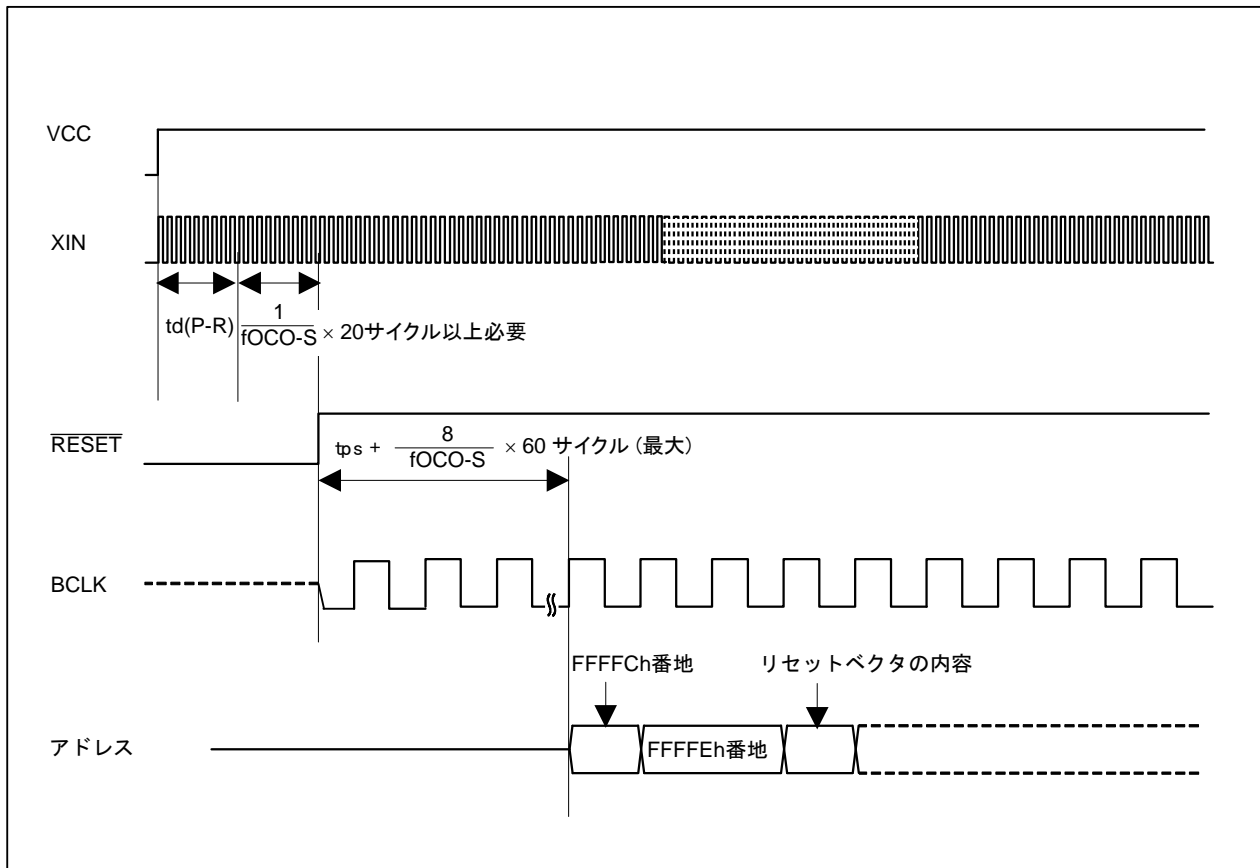 VCC
XIN
td(P-R) 1/fOCO-S × 20サイクル以上必要
RESET
tps + 8/fOCO-S × 60 サイクル (最大)
BCLK
FFFFCh番地 リセットベクタの内容
アドレス FFFFEh番地